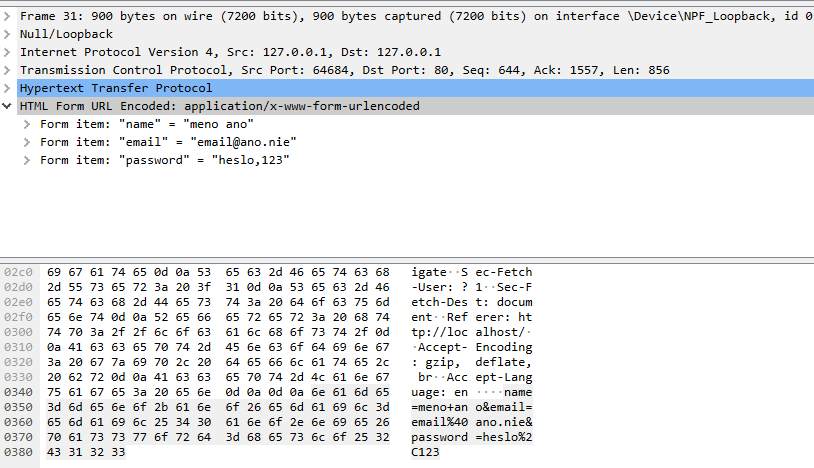 Frame 31: 900 bytes on wire (7200 bits), 900 bytes captured (7200 bits) on interface \Device\NPF_Loopback, id 0
Null/Loopback
Internet Protocol Version 4, Src: 127.0.0.1, Dst: 127.0.0.1
Transmission Control Protocol, Src Port: 64684, Dst Port: 80, Seq: 644, Ack: 1557, Len: 856
Hypertext Transfer Protocol
HTML Form URL Encoded: application/x-www-form-urlencoded
Form item: "name" = "meno ano"
Form item: "email" = "email@ano.nie"
Form item: "password" = "heslo,123"
02c0 69 67 61 74 65 0d 0a 53 65 63 2d 46 65 74 63 68 igate··Sec-Fetch
02d0 2d 55 73 65 72 3a 20 3f 31 0d 0a 53 65 63 2d 46 -User: ?1··Sec-F
02e0 65 74 63 68 2d 44 65 73 74 3a 20 64 6f 63 75 6d etch-Dest: docum
02f0 65 6e 74 0d 0a 52 65 66 65 72 65 72 3a 20 68 74 ent··Referer: ht
0300 74 70 3a 2f 2f 6c 6f 63 61 6c 68 6f 73 74 2f 0d tp://localhost/·
0310 0a 41 63 63 65 70 74 2d 45 6e 63 6f 64 69 6e 67 ·Accept-Encoding
0320 3a 20 67 7a 69 70 2c 20 64 65 66 6c 61 74 65 2c : gzip, deflate,
0330 20 62 72 0d 0a 41 63 63 65 70 74 2d 4c 61 6e 67 br··Accept-Lang
0340 75 61 67 65 3a 20 65 6e 0d 0a 0d 0a 6e 61 6d 65 uage: en····name
0350 3d 6d 65 6e 6f 2b 61 6e 6f 26 65 6d 61 69 6c 3d =meno+ano&email=
0360 65 6d 61 69 6c 25 34 30 61 6e 6f 2e 6e 69 65 26 email%40ano.nie&
0370 70 61 73 73 77 6f 72 64 3d 68 65 73 6c 6f 25 32 password=heslo%2
0380 43 31 32 33 C123